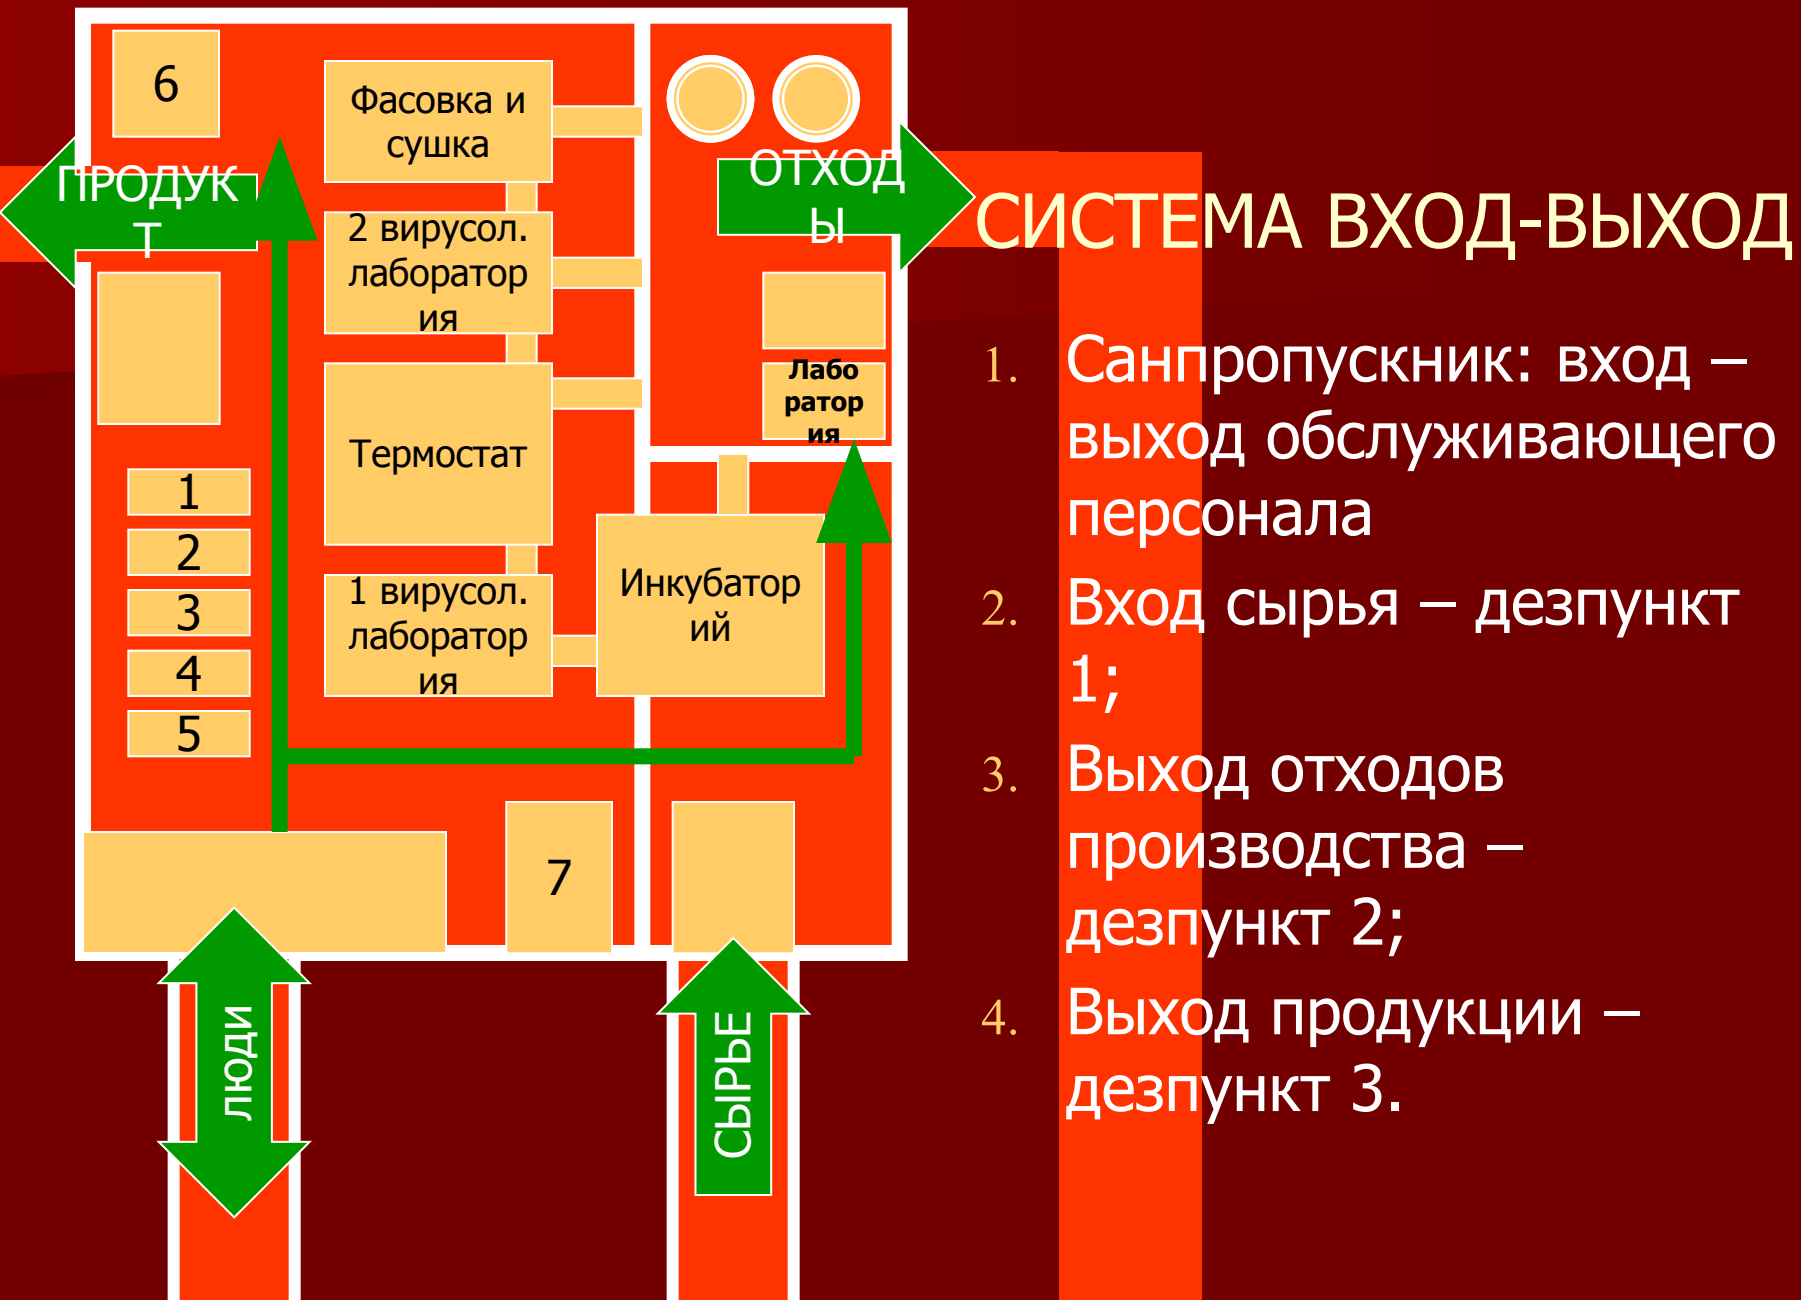 6
Фасовка и
сушка
ПРОДУК
Т
2 вирусол.
лаборатор
ия
Термостат
1 вирусол.
лаборатор
ия
1
2
3
4
5
7
ОТХОД
Ы
Лабо
ратор
ия
Инкубатор
ий
ЛЮДИ
СЫРЬЕ
СИСТЕМА ВХОД-ВЫХОД
1. Санпропускник: вход –
выход обслуживающего
персонала
2. Вход сырья – дезпункт
1;
3. Выход отходов
производства –
дезпункт 2;
4. Выход продукции –
дезпункт 3.